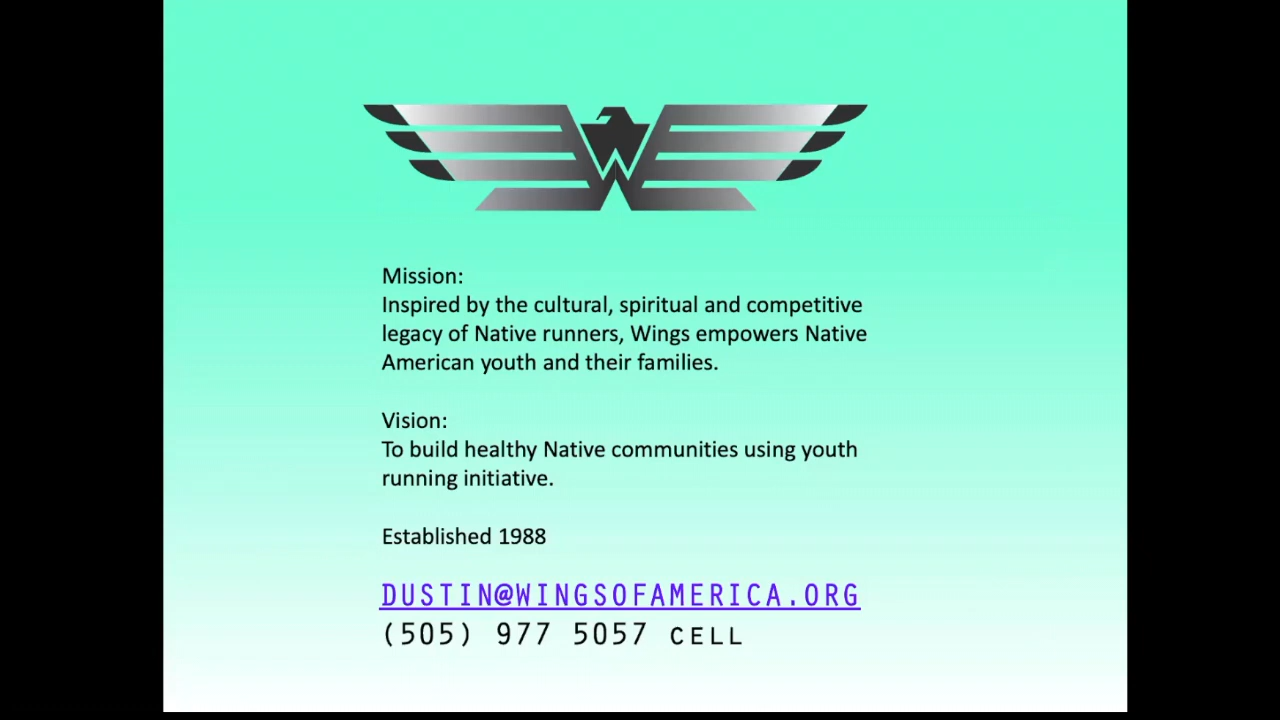 Mission:
Inspired by the cultural, spiritual and competitive
legacy of Native runners, Wings empowers Native
American youth and their families.
Vision:
To build healthy Native communities using youth
running initiative.
Established 1988
DUSTIN@WINGSOFAMERICA.ORG
(505) 977 5057 CELL